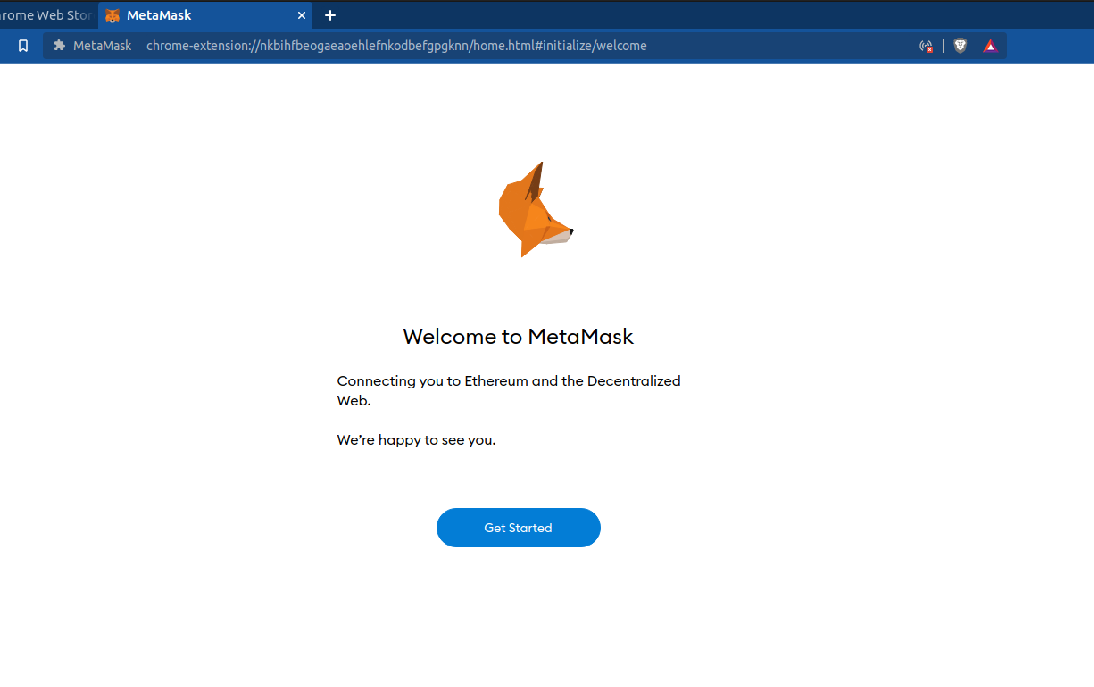 rome Web Stor
MetaMask
MetaMask chrome-extension://nkbihfbeogaeaoehlefnkodbefgpgknn/home.html#initialize/welcome
Welcome to MetaMask
Connecting you to Ethereum and the Decentralized
Web.
We’re happy to see you.
Get Started